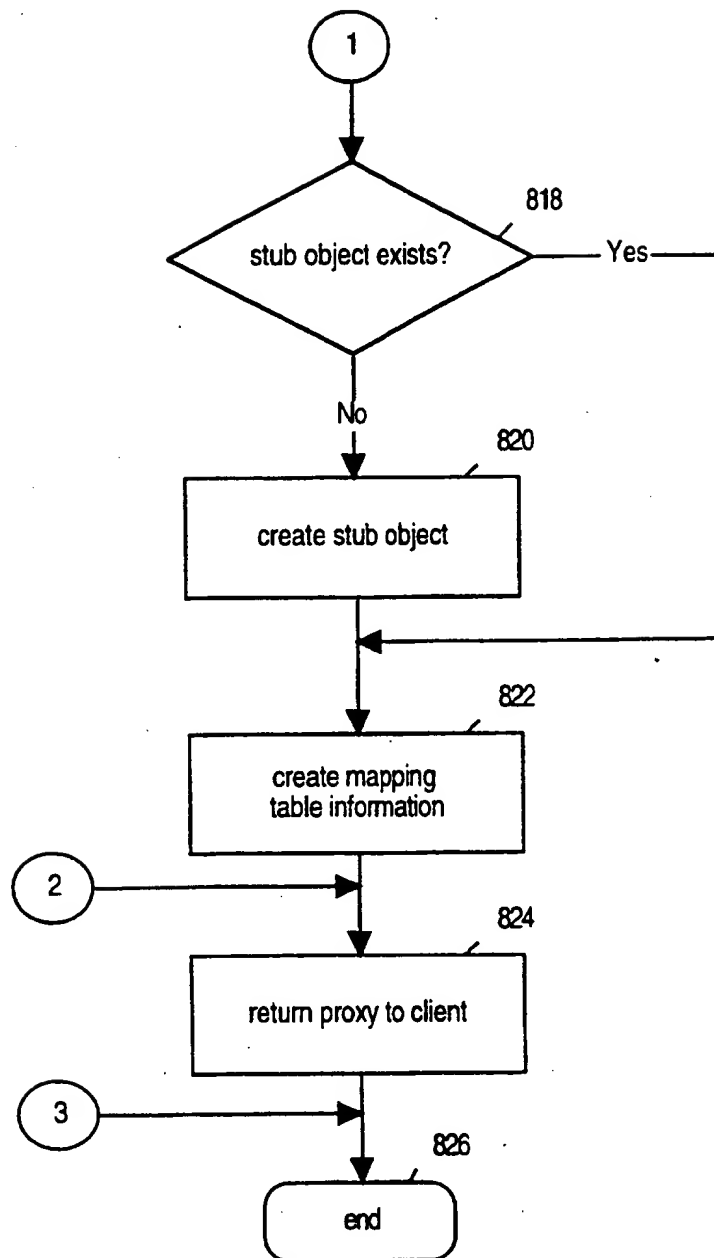 1
818
stub object exists?
Yes
No
820
create stub object
822
create mapping
table information
2
824
return proxy to client
3
826
end